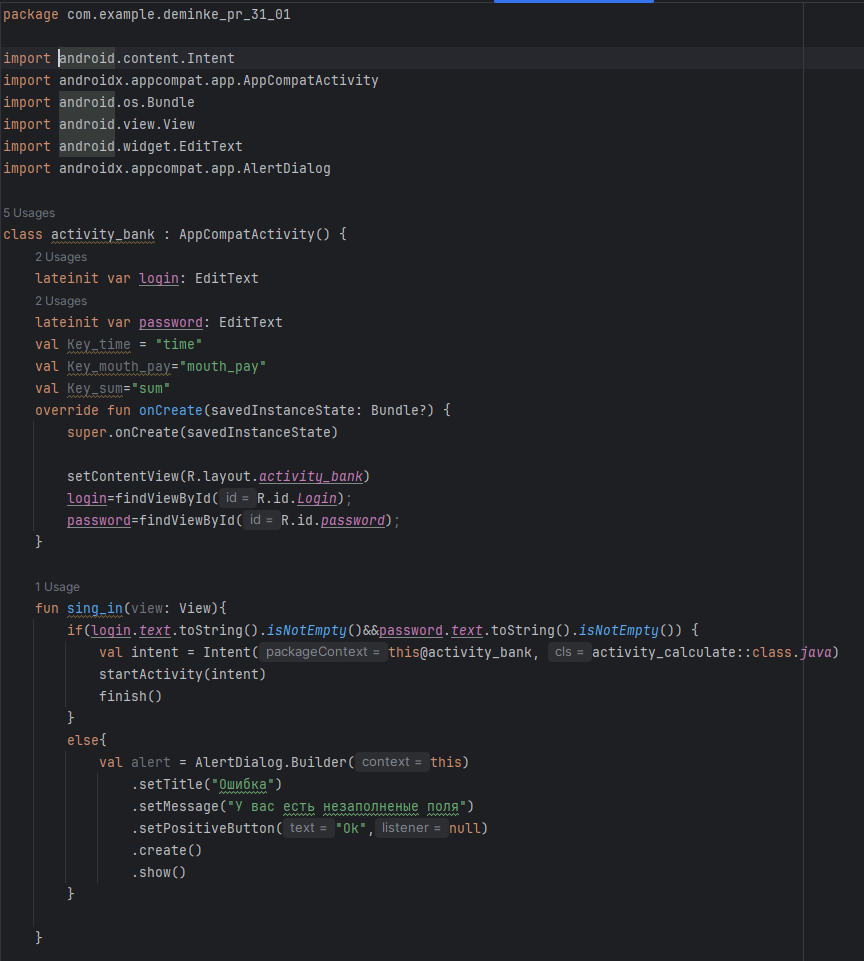 package com.example.deminke_pr_31_01
import android.content.Intent
import androidx.appcompat.app.AppCompatActivity
import android.os.Bundle
import android.view.View
import android.widget.EditText
import androidx.appcompat.app.AlertDialog
5 Usages
class activity_bank : AppCompatActivity() {
2 Usages
lateinit var login: EditText
2 Usages
lateinit var password: EditText
val Key_time = "time"
val Key_mouth_pay="mouth_pay"
val Key_sum="sum"
override fun onCreate(savedInstanceState: Bundle?) {
super.onCreate(savedInstanceState)
setContentView(R.layout.activity_bank)
login=findViewById( id = R.id.Login);
password=findViewById( id = R.id.password);
}
1 Usage
fun sing_in(view: View){
if(login.text.toString().isNotEmpty()&&password.text.toString().isNotEmpty()) {
val intent = Intent( packageContext = this@activity_bank, cls = activity_calculate::class.java)
startActivity(intent)
finish()
}
else{
val alert = AlertDialog.Builder( context = this)
.setTitle("Ошибка")
.setMessage("У вас есть незаполненые поля")
.setPositiveButton( text = "Ok", listener = null)
.create()
.show()
}
}